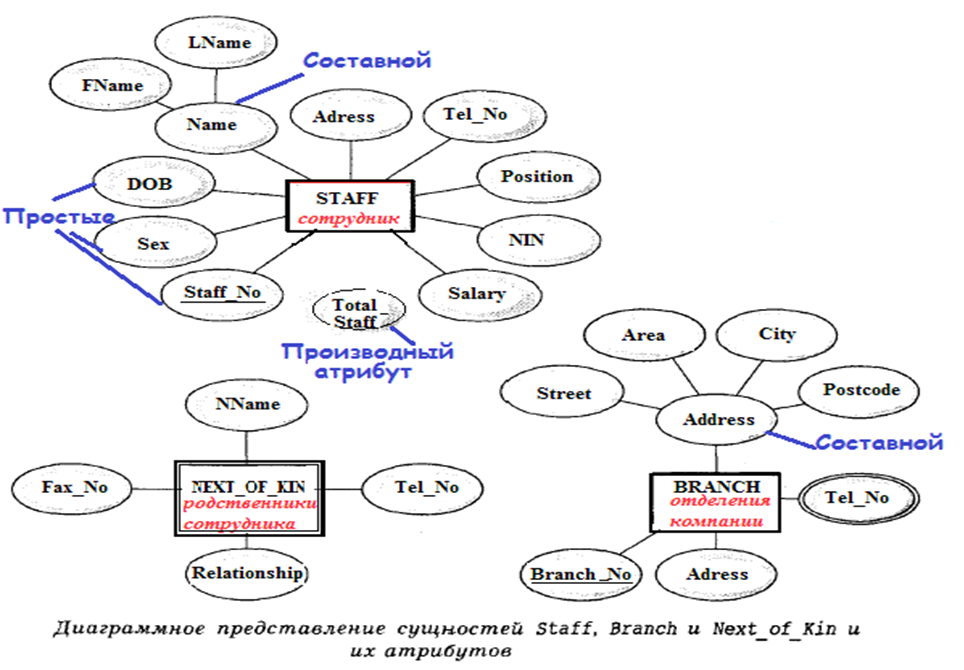 LName
Составной
FName
Name
Adress
Tel_No
DOB
Position
STAFF
сотрудник
Простые
Sex
NIN
Staff_No
Salary
Total_
Staff
Производный
атрибут
Area
City
Street
Postcode
Address
Составной
NName
Fax_No
NEXT_OF_KIN
родственники
сотрудника
Tel_No
Relationship
BRANCH
отделения
компании
Tel_No
Branch_No
Adress
Диаграммное представление сущностей Staff, Branch и Next_of_Kin и
их атрибутов